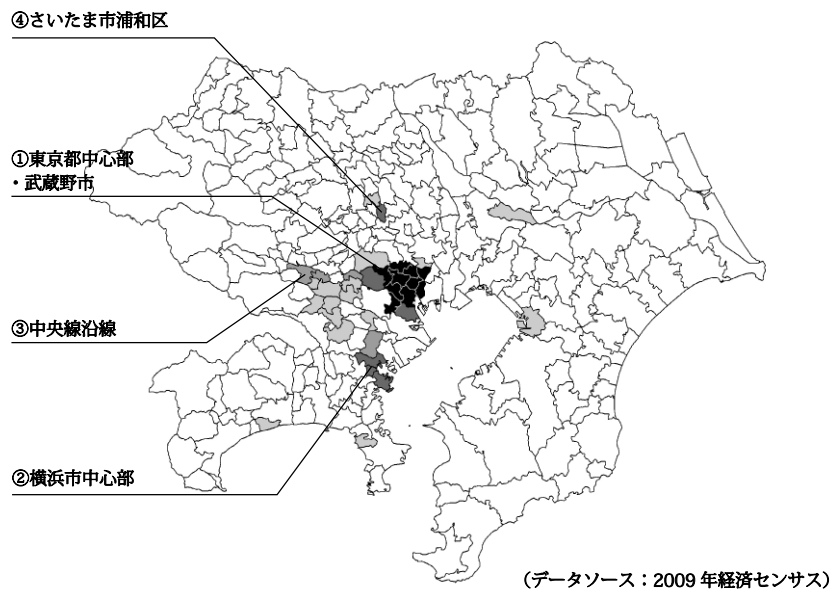 ④さいたま市浦和区
①東京都中心部
・武蔵野市
③中央線沿線
②横浜市中心部
（データソース：2009 年経済センサス）